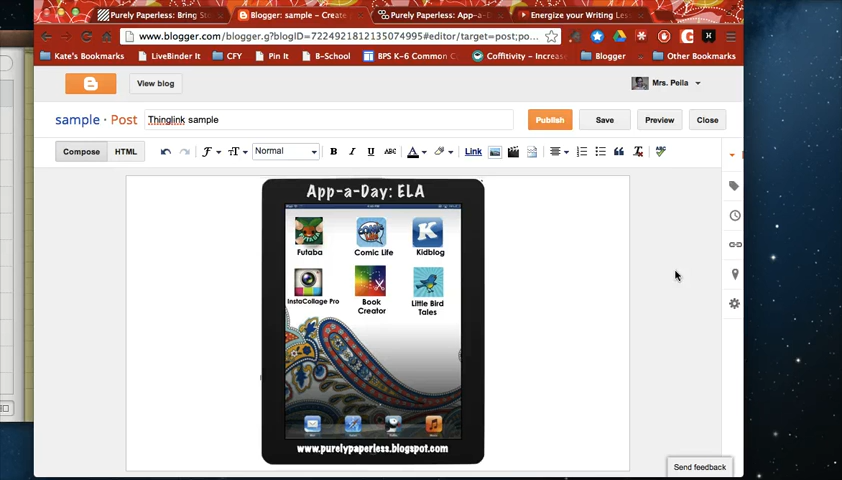 Purely Paperless: Bring St
Blogger: sample – Create
Purely Paperless: App-a-D
Energize your Writing Les
www.blogger.com/blogger.g?blogID=7224921812135074995#editor/target=post;po...
Kate's Bookmarks
LiveBinder It
CFY
Pin It
B-School
BPS K-6 Common C
Coffitivity – Increase
Blogger
Other Bookmarks
View blog
Mrs. Peila
sample · Post
Thinglink sample
Publish
Save
Preview
Close
Compose
HTML
Normal
B I U ABC A
Link
App-a-Day: ELA
Futaba
Comic Life
Kidblog
InstaCollage Pro
Book
Creator
Little Bird
Tales
www.purelypaperless.blogspot.com
Send feedback